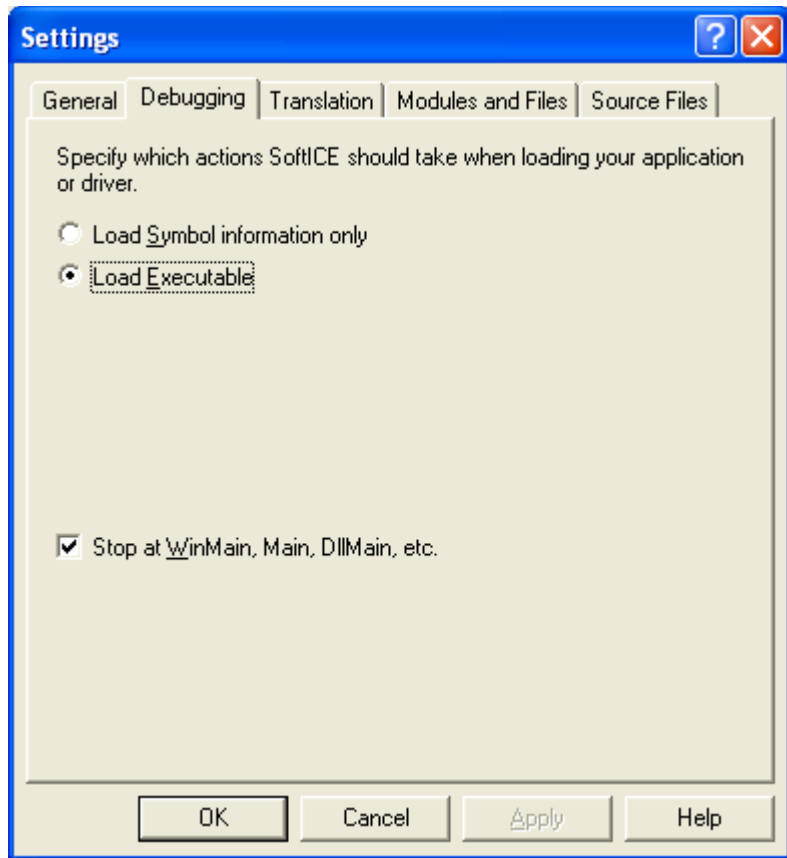 Settings
General
Debugging
Translation
Modules and Files
Source Files
Specify which actions SoftICE should take when loading your application
or driver.
Load Symbol information only
Load Executable
Stop at WinMain, Main, DllMain, etc.
OK
Cancel
Apply
Help